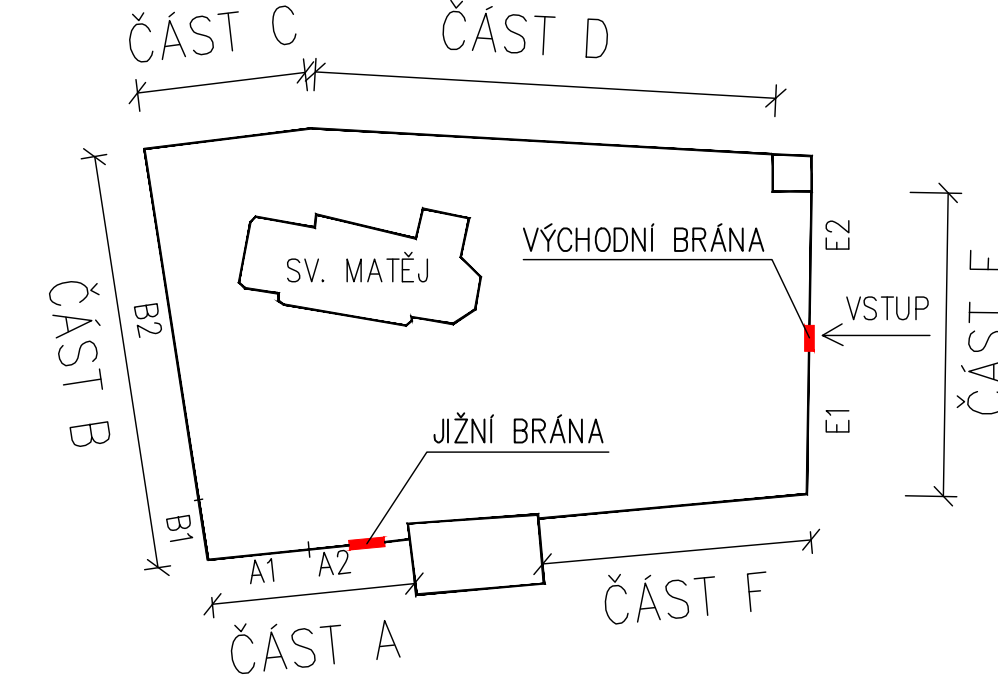 ČÁST C
ČÁST D
VÝCHODNÍ BRÁNA
E2
SV. MATĚJ
VSTUP
B2
ČÁST B
ČÁST E
E1
JIŽNÍ BRÁNA
B1
A1
A2
ČÁST F
ČÁST A